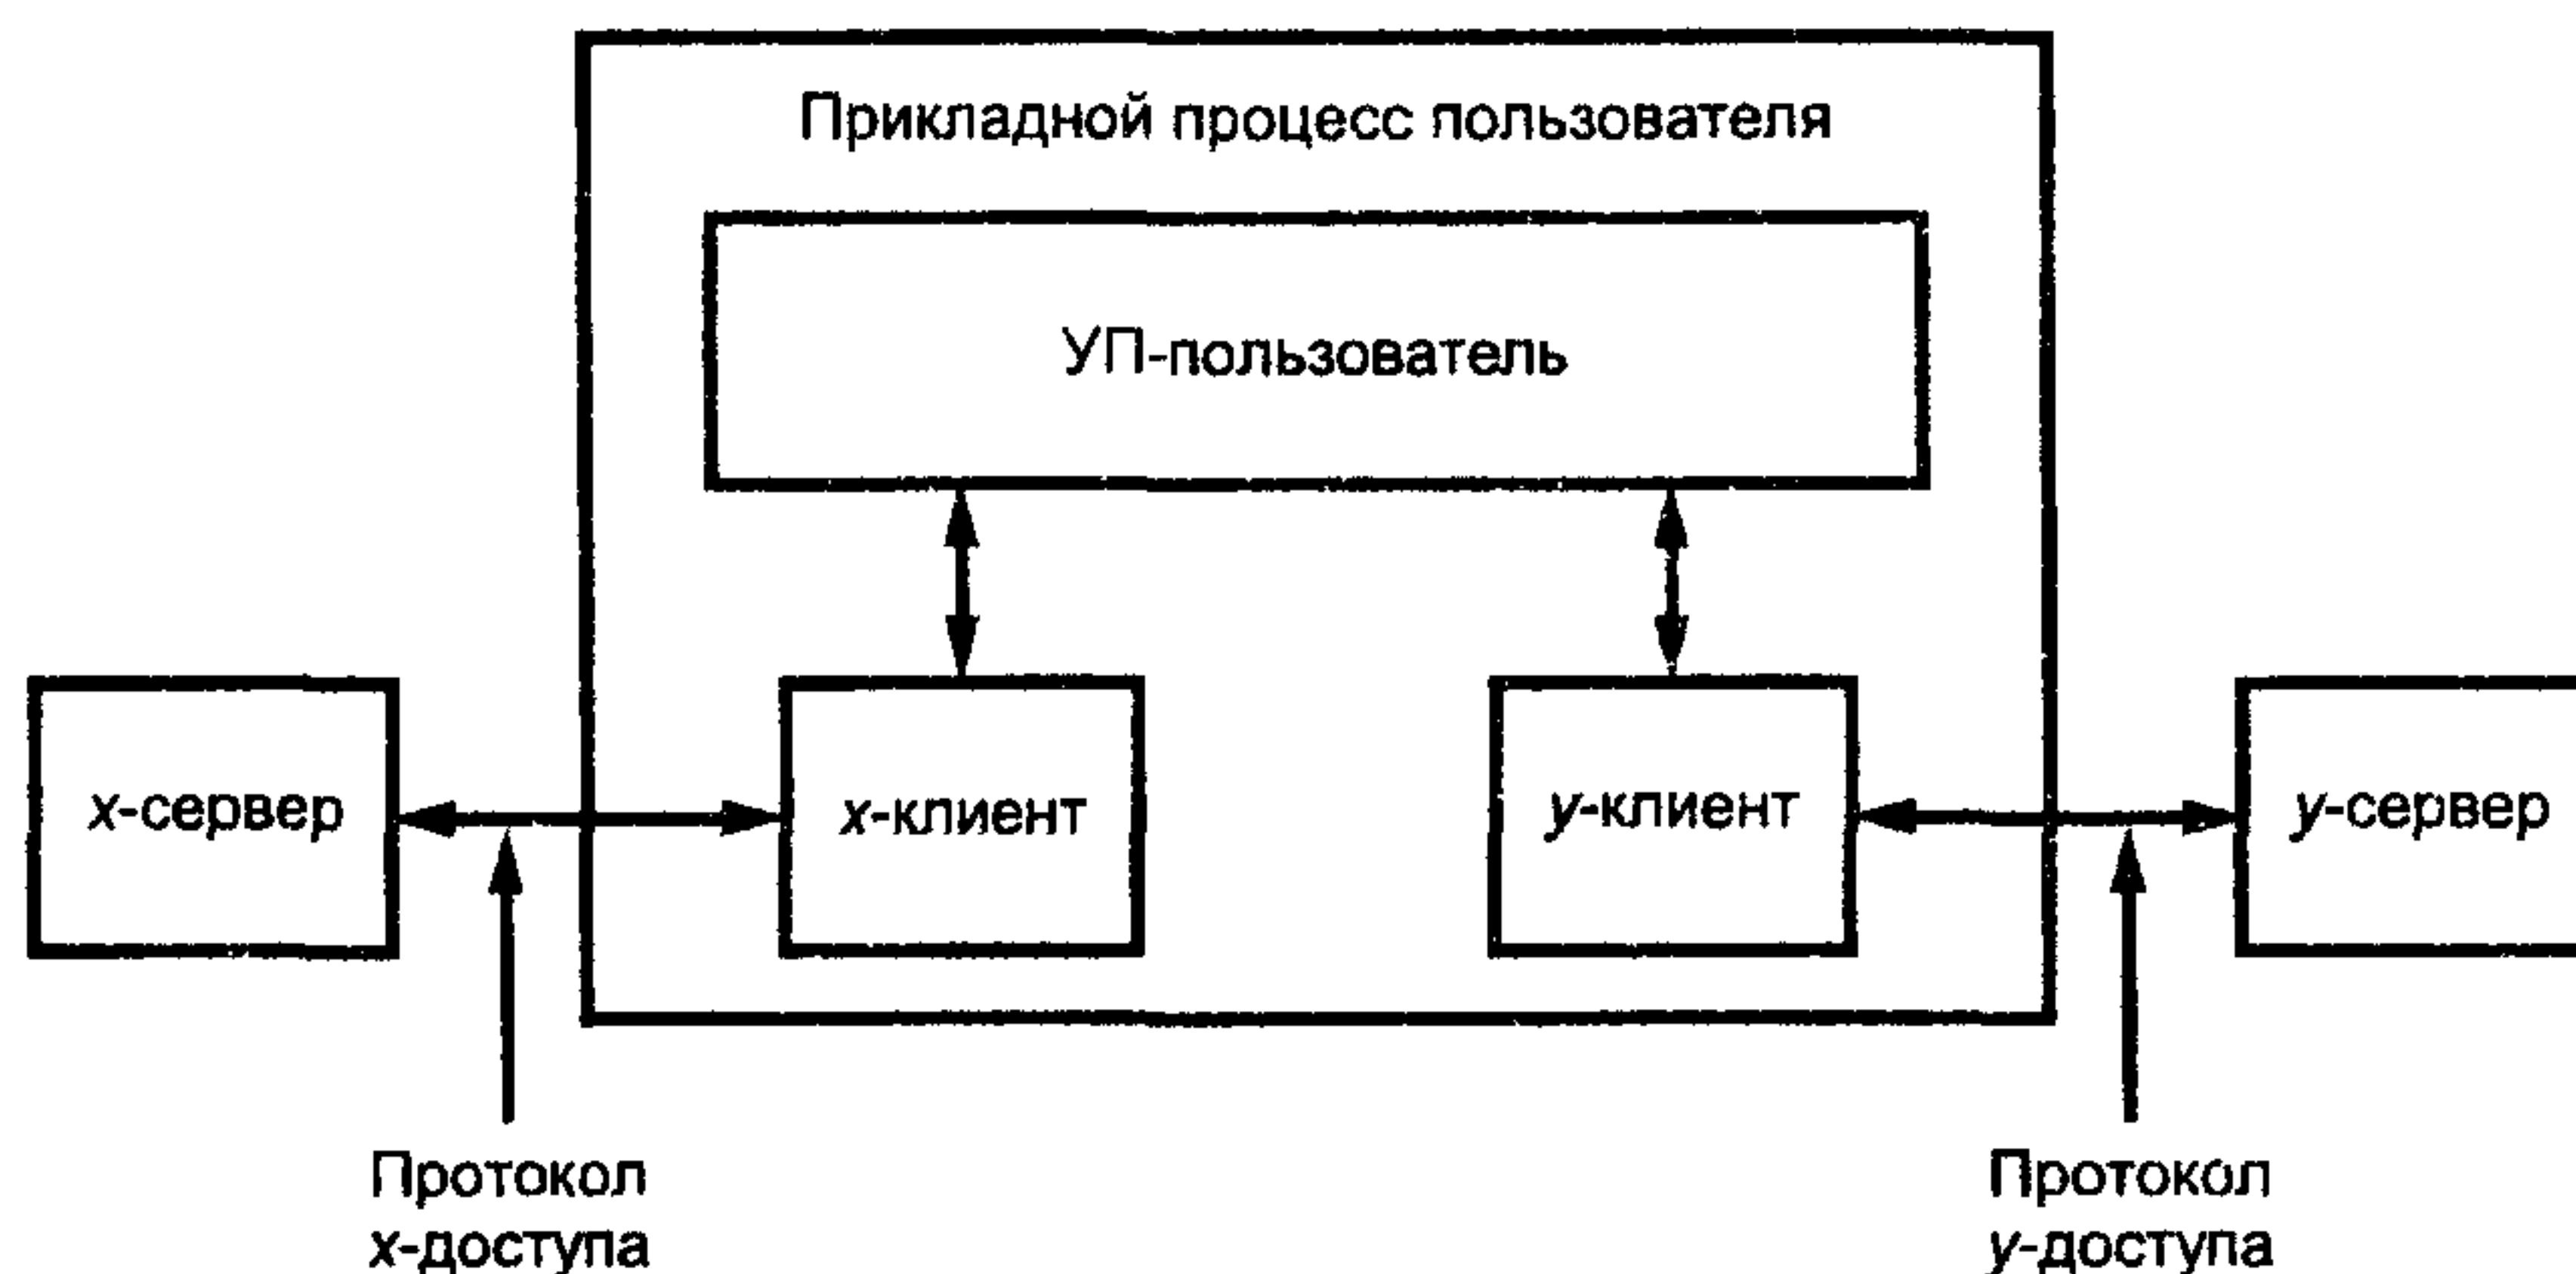 Прикладной процесс пользователя
УП-пользователь
x-сервер
x-клиент
y-клиент
y-сервер
Протокол
x-доступа
Протокол
y-доступа